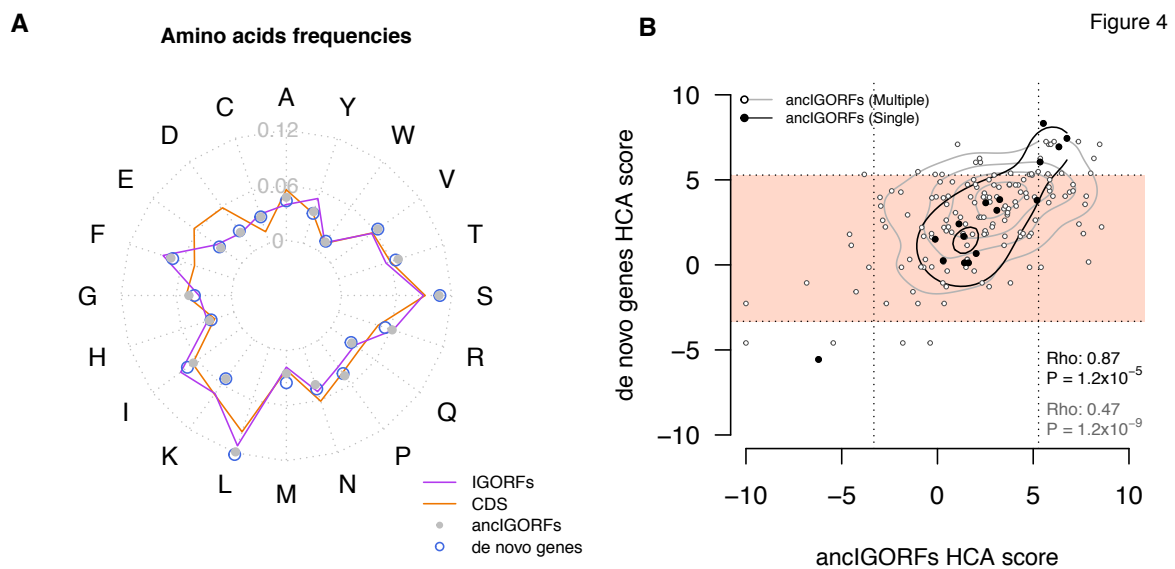 Figure 4
A
Amino acids frequencies
A
Y
W
V
T
S
R
Q
P
N
M
L
K
I
H
G
F
E
D
C
0.12
0.06
0
IGORFs
CDS
ancIGORFs
de novo genes
B
de novo genes HCA score
10
5
0
−5
−10
ancIGORFs (Multiple)
ancIGORFs (Single)
Rho: 0.87
P = 1.2x10⁻⁵
Rho: 0.47
P = 1.2x10⁻⁹
−10 −5 0 5 10
ancIGORFs HCA score